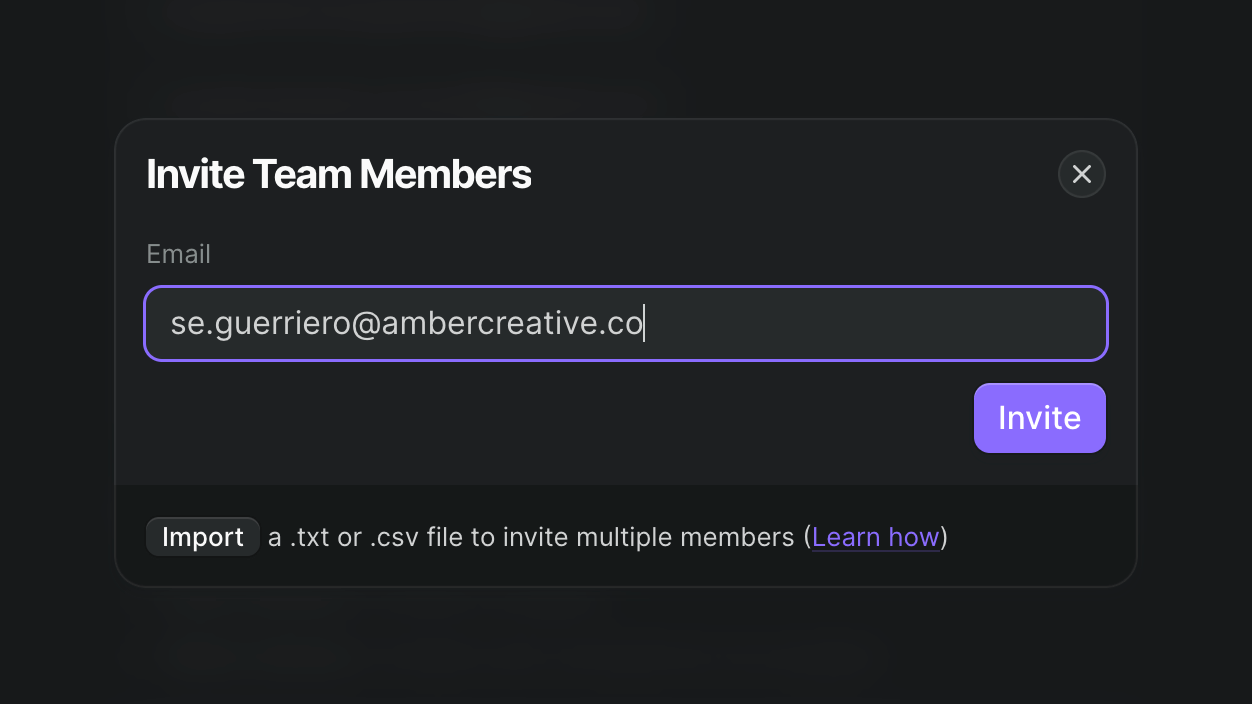 Invite Team Members
Email
se.guerriero@ambercreative.co
Invite
Import a .txt or .csv file to invite multiple members (Learn how)